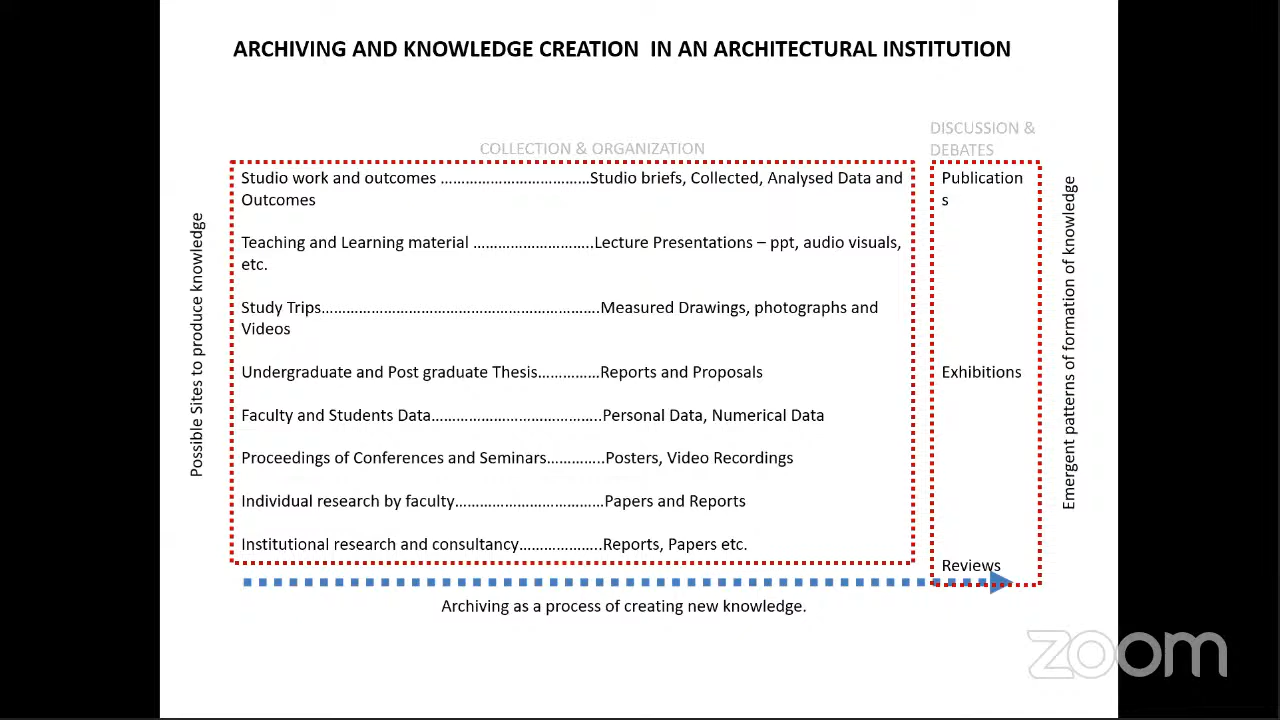 ARCHIVING AND KNOWLEDGE CREATION IN AN ARCHITECTURAL INSTITUTION
COLLECTION & ORGANIZATION
DISCUSSION &
DEBATES
Possible Sites to produce knowledge
Studio work and outcomes ………………………………Studio briefs, Collected, Analysed Data and
Outcomes
Teaching and Learning material ………………………..Lecture Presentations – ppt, audio visuals,
etc.
Study Trips………………………………………………………….Measured Drawings, photographs and
Videos
Undergraduate and Post graduate Thesis……………Reports and Proposals
Faculty and Students Data…………………………………..Personal Data, Numerical Data
Proceedings of Conferences and Seminars…………..Posters, Video Recordings
Individual research by faculty………………………………Papers and Reports
Institutional research and consultancy………………..Reports, Papers etc.
Publication
s
Exhibitions
Reviews
Emergent patterns of formation of knowledge
Archiving as a process of creating new knowledge.
zoom